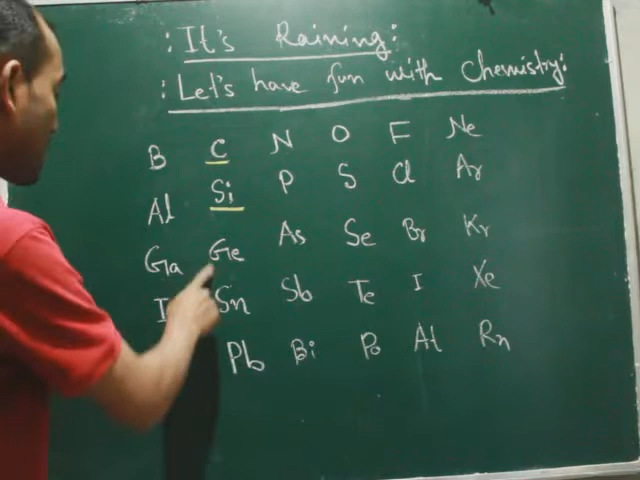 : It's Raining :
: Let's have fun with Chemistry :
B C N O F Ne
Al Si P S Cl Ar
Ga Ge As Se Br Kr
Sn Sb Te I Xe
Pb Bi Po At Rn